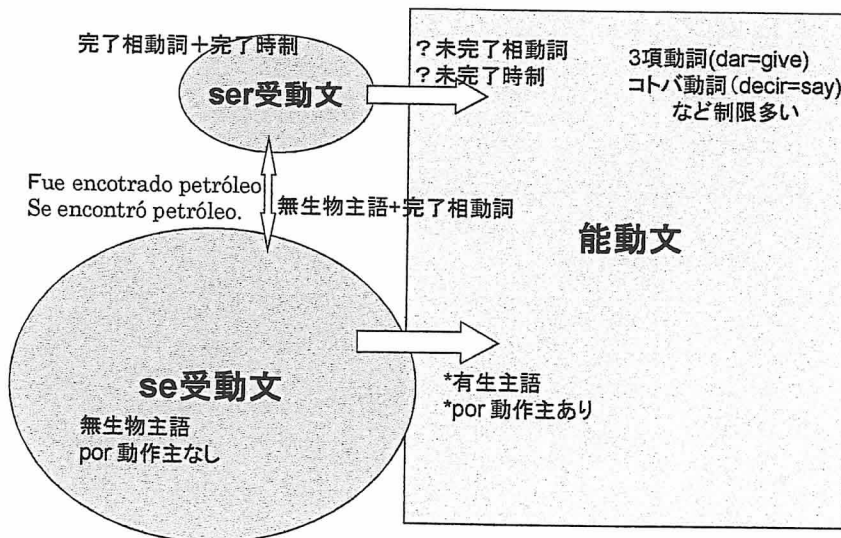 完了相動詞+完了時制
ser受動文
?未完了相動詞
?未完了時制
3項動詞(dar=give)
コトバ動詞(decir=say)
など制限多い
Fue encotrado petróleo
Se encontró petróleo.
無生物主語+完了相動詞
能動文
se受動文
無生物主語
por 動作主なし
*有生主語
*por 動作主あり